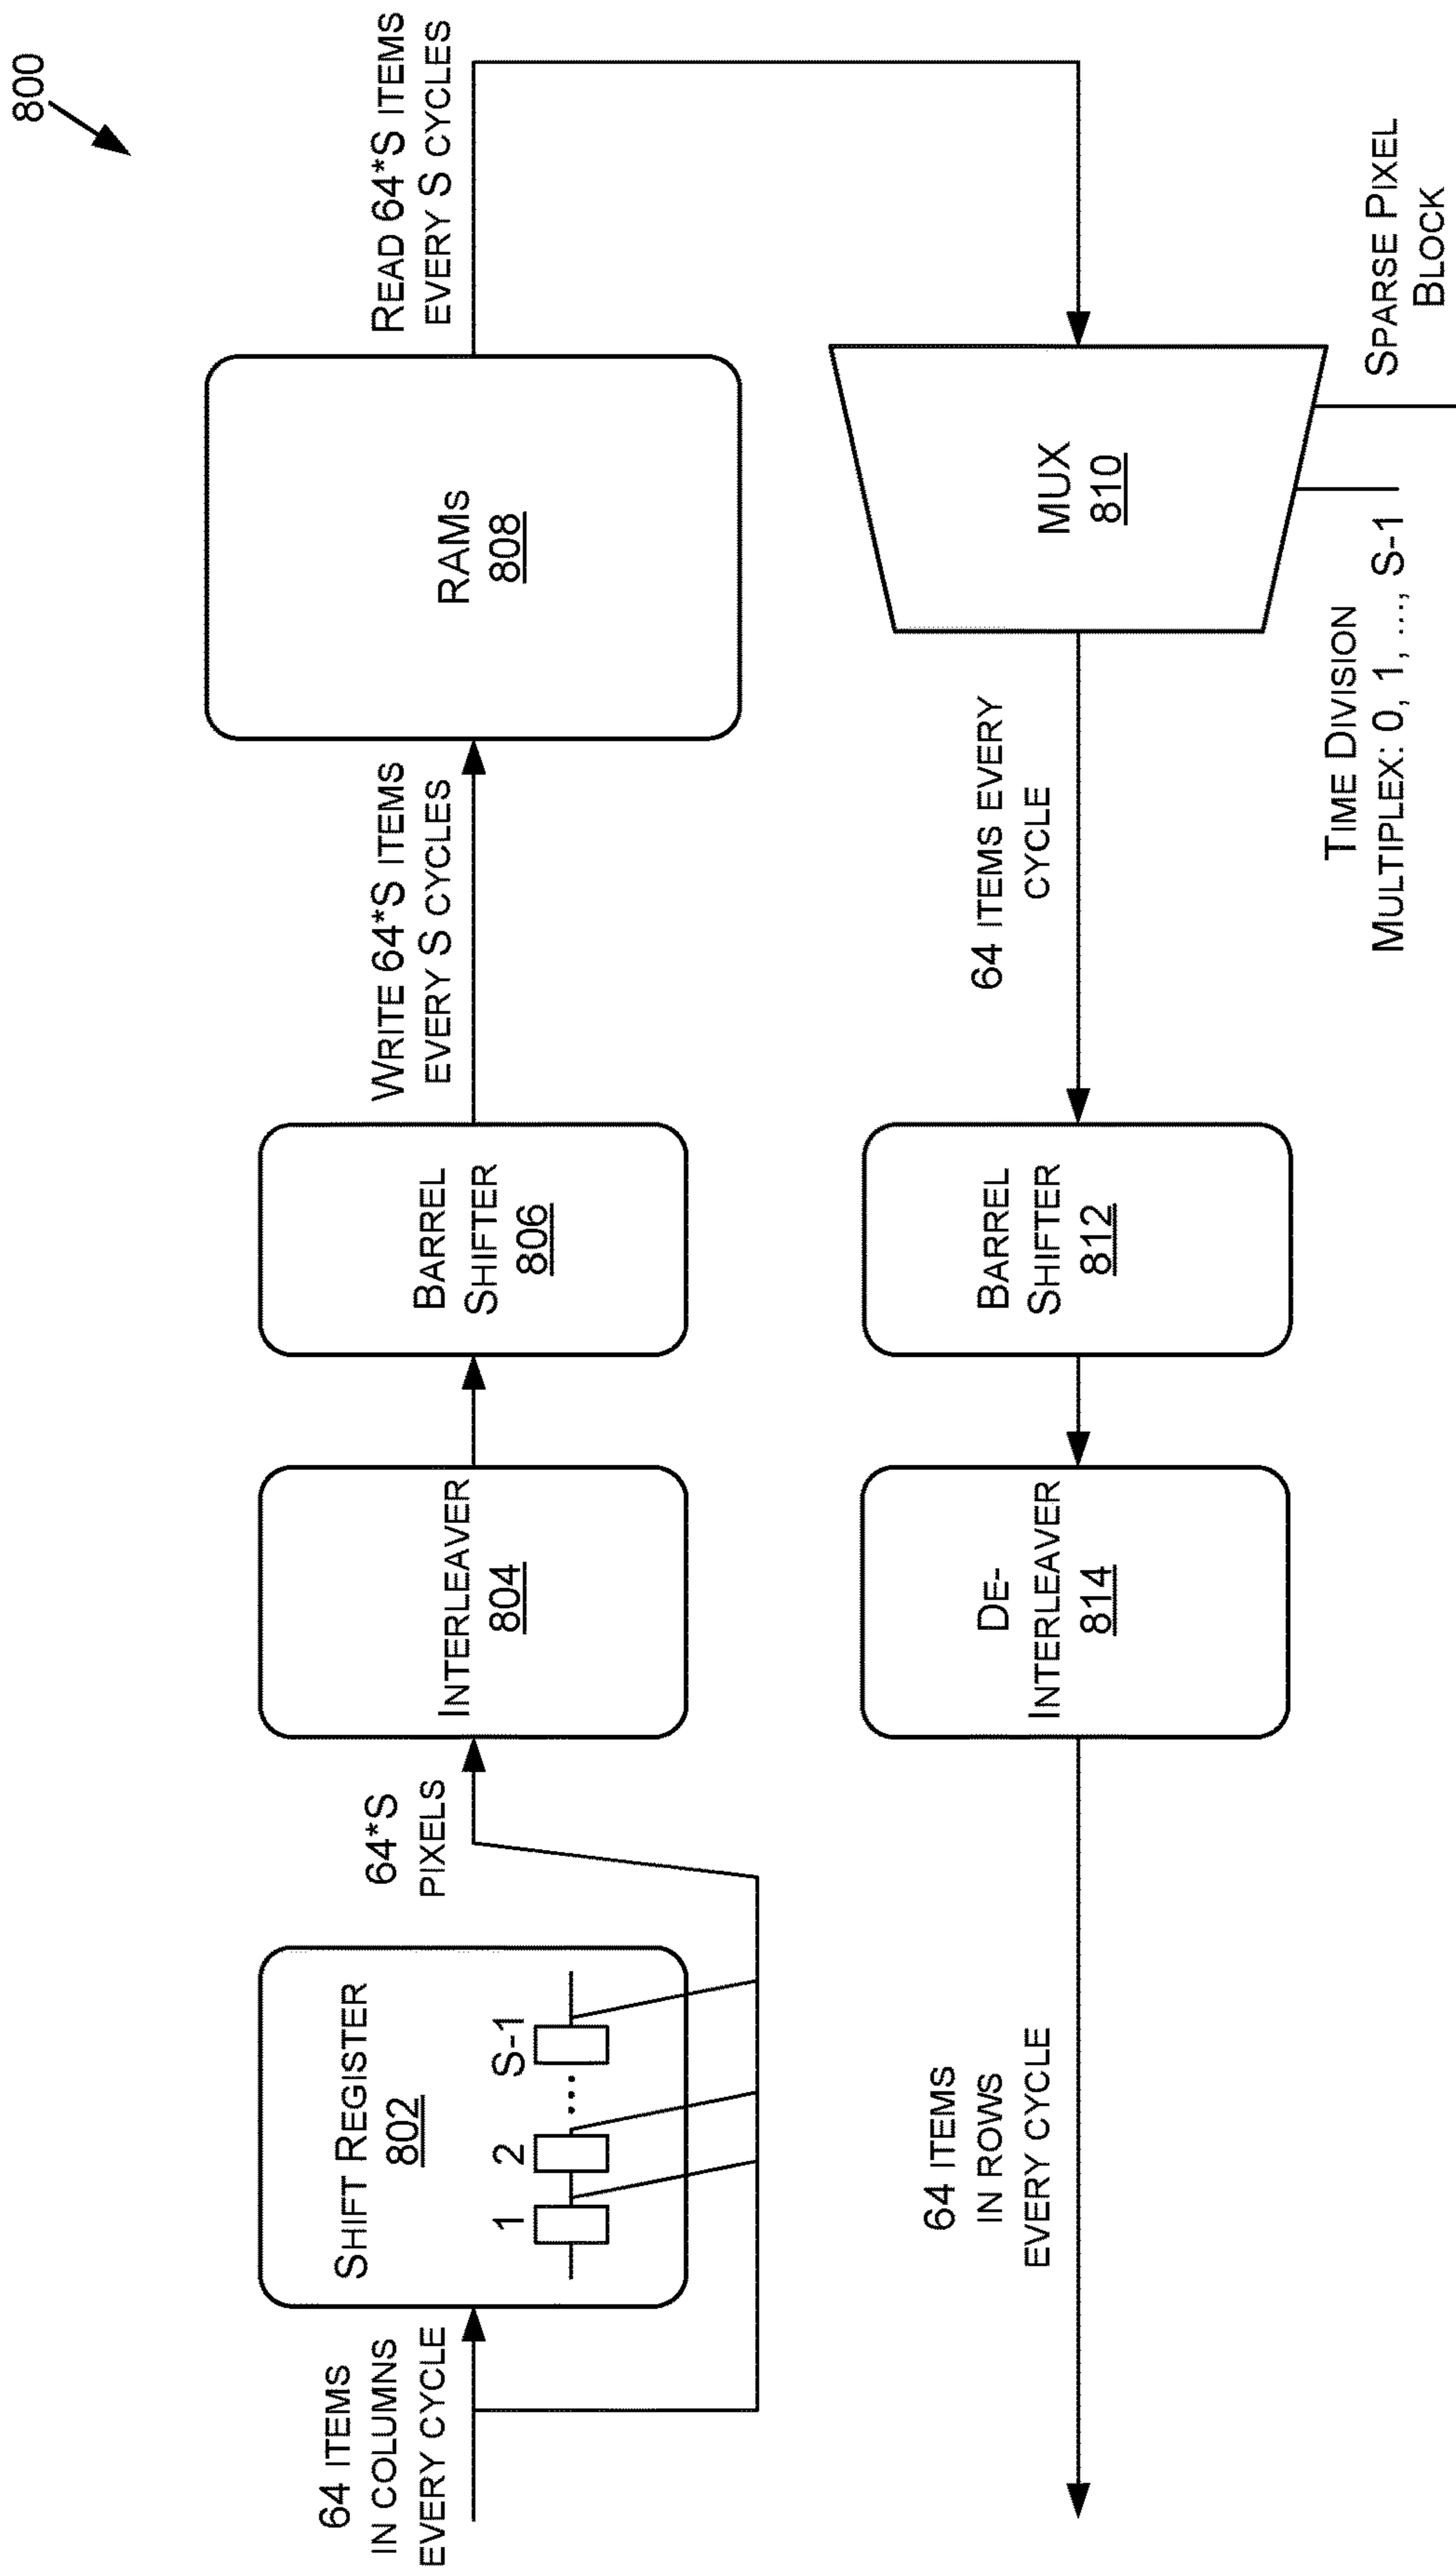 800
64 ITEMS
IN COLUMNS
EVERY CYCLE
SHIFT REGISTER
802
1
2
...
S-1
64*S
PIXELS
INTERLEAVER
804
BARREL
SHIFTER
806
WRITE 64*S ITEMS
EVERY S CYCLES
RAMS
808
READ 64*S ITEMS
EVERY S CYCLES
MUX
810
SPARSE PIXEL
BLOCK
TIME DIVISION
MULTIPLEX: 0, 1, ...., S-1
64 ITEMS EVERY
CYCLE
BARREL
SHIFTER
812
DE-
INTERLEAVER
814
64 ITEMS
IN ROWS
EVERY CYCLE